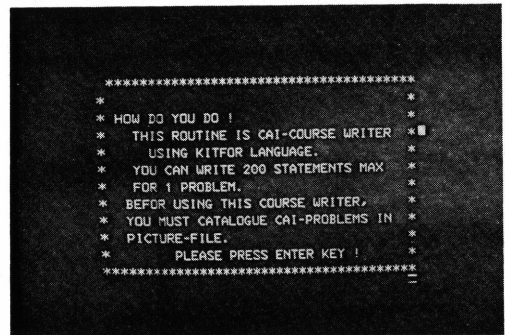 ****************************************
* *
* HOW DO YOU DO ! *
* THIS ROUTINE IS CAI-COURSE WRITER *
* USING KITFOR LANGUAGE. *
* YOU CAN WRITE 200 STATEMENTS MAX *
* FOR 1 PROBLEM. *
* BEFOR USING THIS COURSE WRITER, *
* YOU MUST CATALOGUE CAI-PROBLEMS IN *
* PICTURE-FILE. *
* PLEASE PRESS ENTER KEY ! *
****************************************